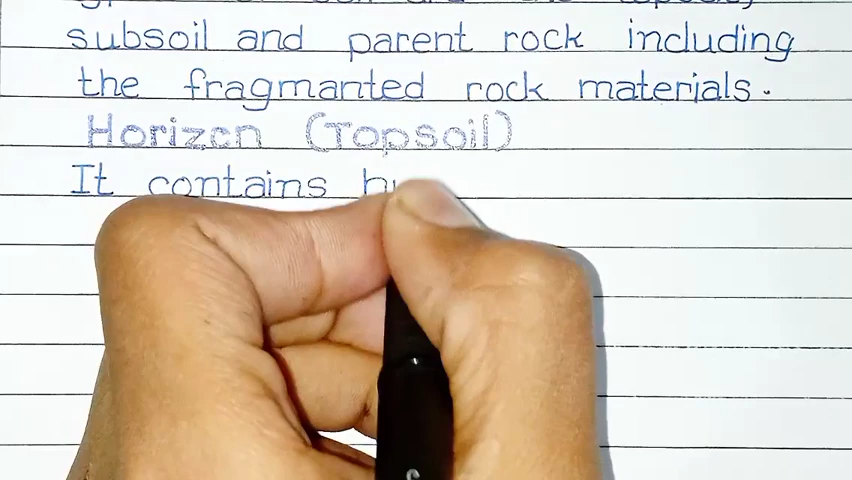 subsoil and parent rock including
the fragmanted rock materials.
Horizon (Topsoil)
It contains